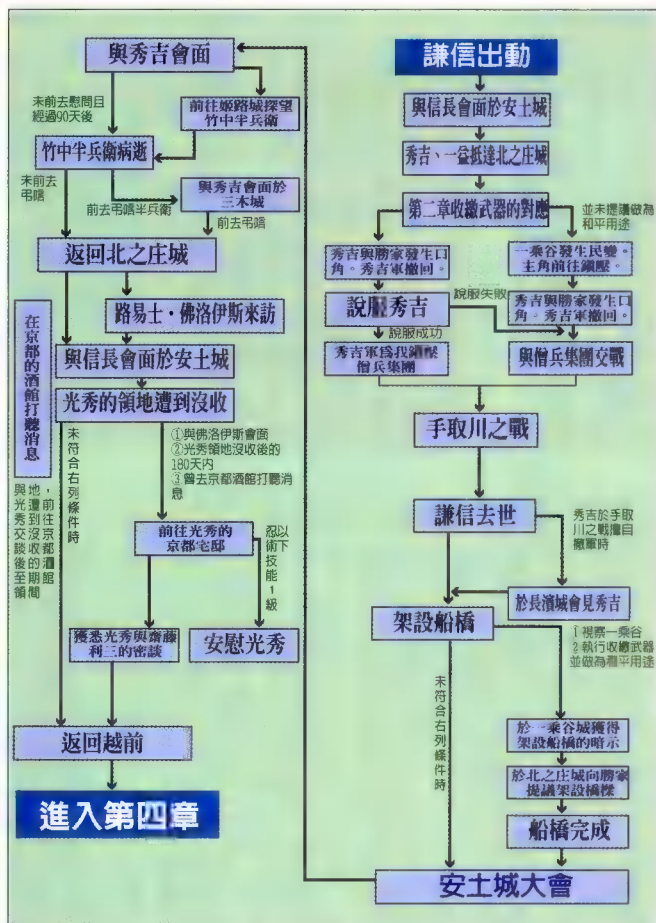 謙信出動
與信長會面於安土城
秀吉、一益抵達北之庄城
第二章收繳武器的對應
並未提議做為
和平用途
秀吉與勝家發生口
角。秀吉軍撤回。
一乘谷發生民變。
主角前往鎮壓。
說服秀吉
說服失敗
秀吉與勝家發生口
角。秀吉軍撤回。
說服成功
秀吉軍為我鎮壓
僧兵集團
與僧兵集團交戰
手取川之戰
謙信去世
秀吉於手取
川之戰擅自
撤軍時
於長濱城會見秀吉
架設船橋
1 視察一乘谷
2 執行收繳武器
並做為和平用途
未符合右列條件時
於一乘谷城獲得
架設船橋的暗示
於北之庄城向勝家
提議架設橋樑
船橋完成
安土城大會
與秀吉會面
未前去慰問且
經過90天後
前往姬路城探望
竹中半兵衛
竹中半兵衛病逝
未前去
弔唁
前去弔唁半兵衛
與秀吉會面於
三木城
前去弔唁
返回北之庄城
路易士・佛洛伊斯來訪
與信長會面於安土城
光秀的領地遭到沒收
在京都的酒館打聽消息
與光秀交談後至領
地遭到沒收的期間
，前往京都酒館
未符合右列條件時
①與佛洛伊斯會面
②光秀領地沒收後的
180天內
③曾去京都酒館打聽消
息
前往光秀的
京都宅邸
忍術技能1級
以下
獲悉光秀與齋藤
利三的密談
安慰光秀
返回越前
進入第四章